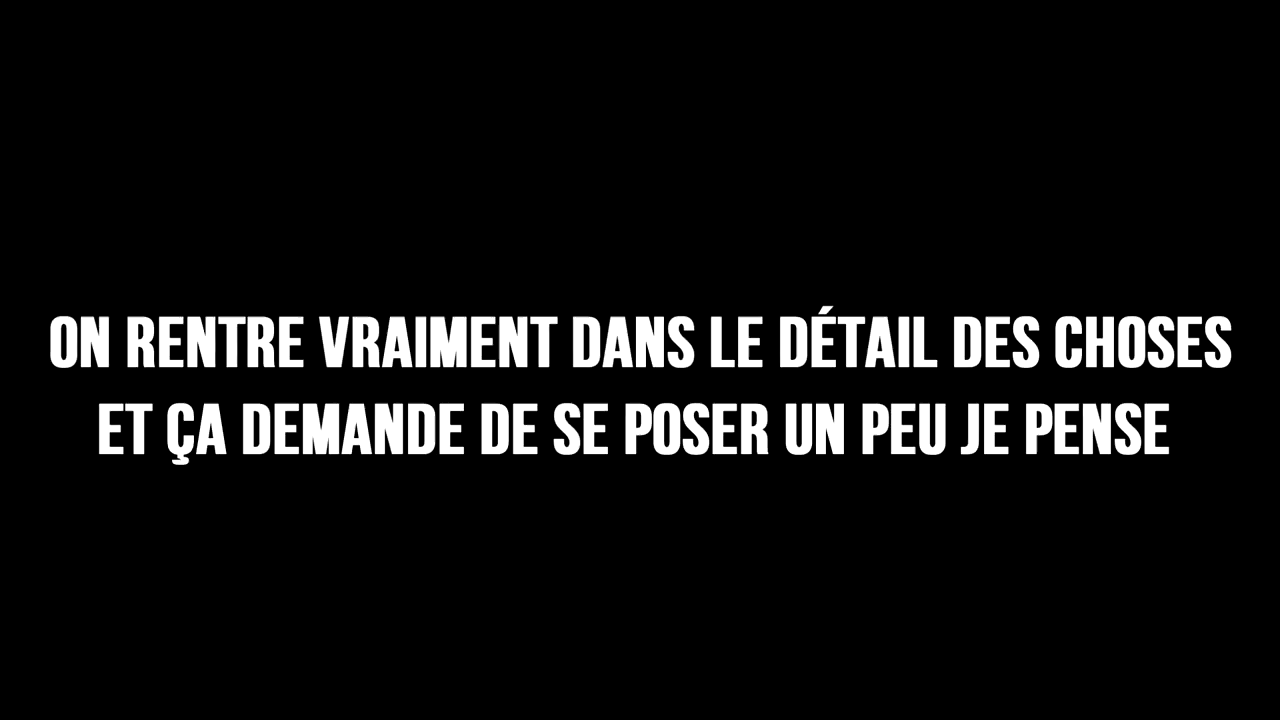 ON RENTRE VRAIMENT DANS LE DÉTAIL DES CHOSES
ET ÇA DEMANDE DE SE POSER UN PEU JE PENSE